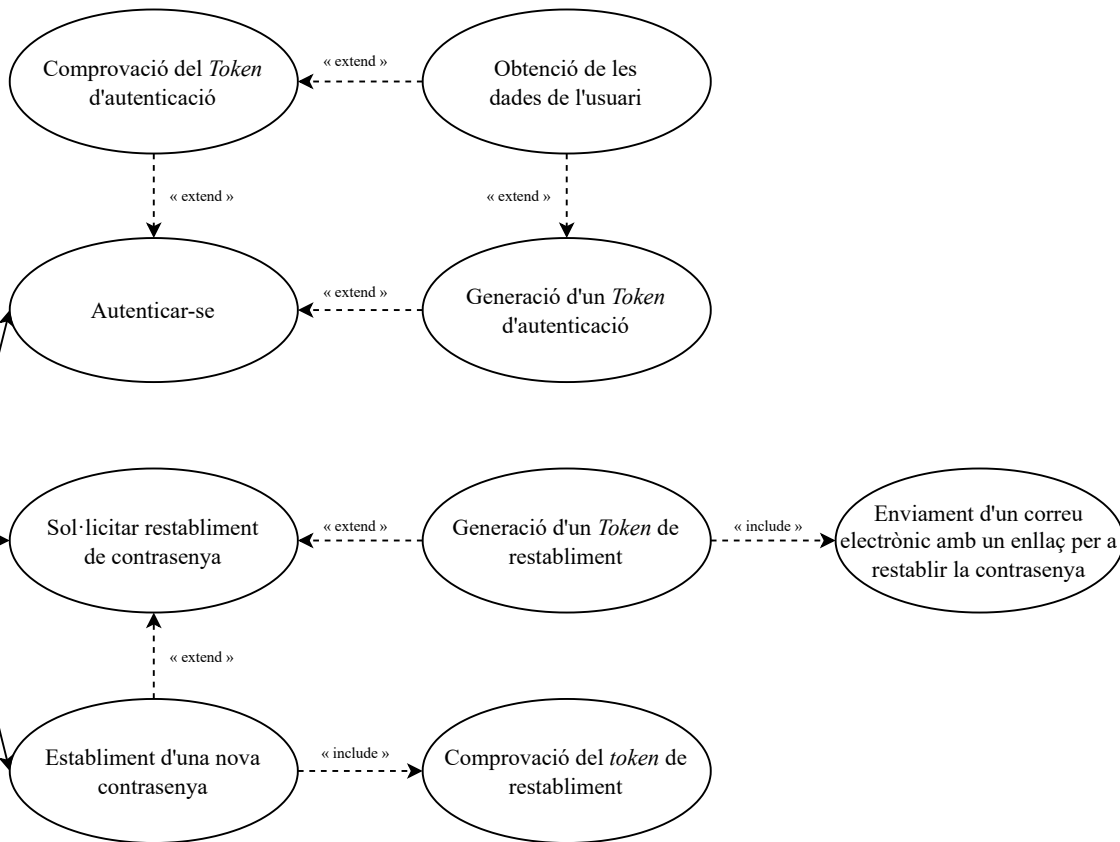 Comprovació del Token
d'autenticació
« extend »
Obtenció de les
dades de l'usuari
« extend »
« extend »
Autenticar-se
« extend »
Generació d'un Token
d'autenticació
Sol·licitar restabliment
de contrasenya
« extend »
Generació d'un Token de
restabliment
« include »
Enviament d'un correu
electrònic amb un enllaç per a
restablir la contrasenya
« extend »
Establiment d'una nova
contrasenya
« include »
Comprovació del token de
restabliment